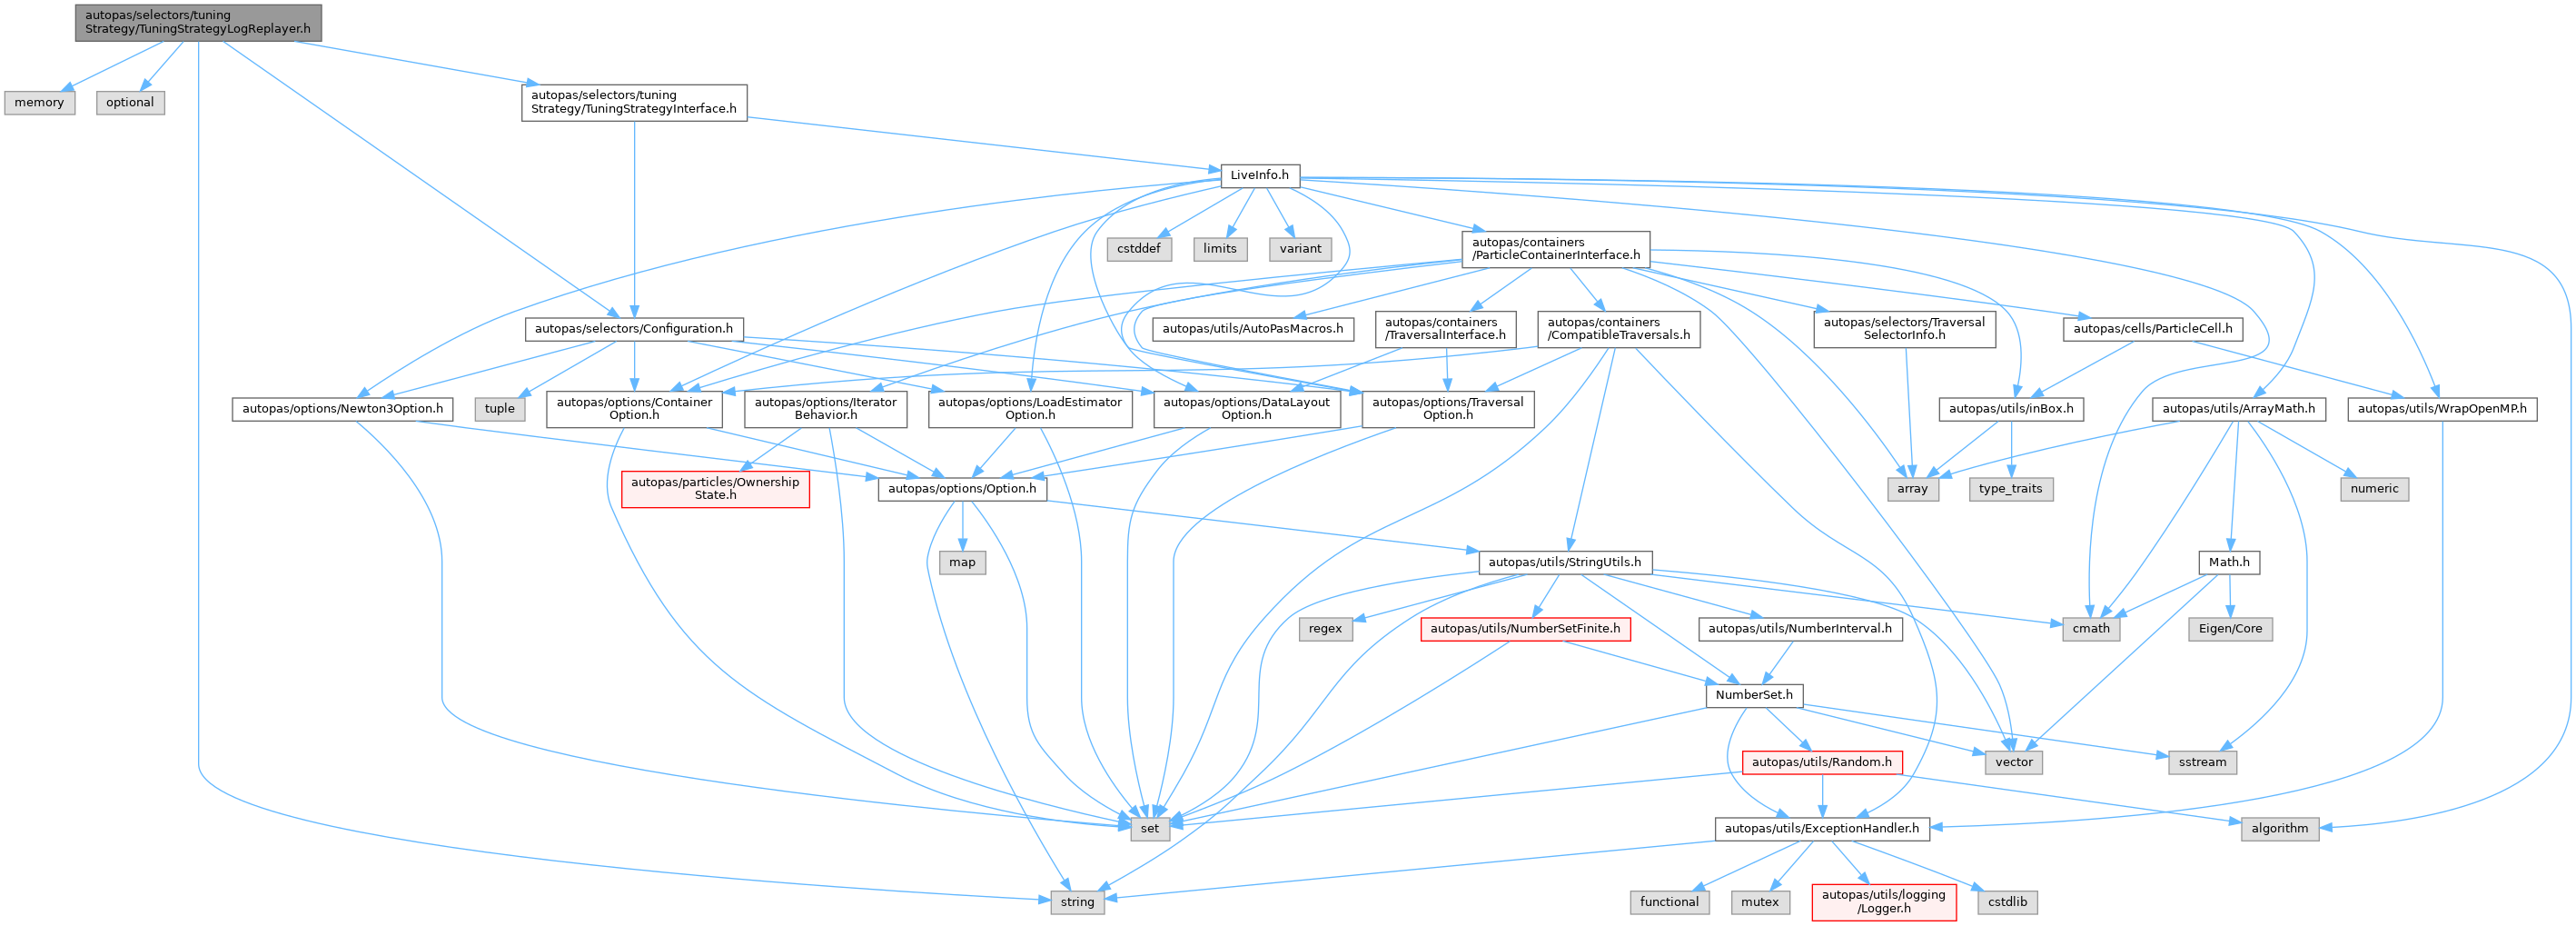 autopas/selectors/tuning
Strategy/TuningStrategyLogReplayer.h
memory
optional
autopas/selectors/tuning
Strategy/TuningStrategyInterface.h
LiveInfo.h
cstddef
limits
variant
autopas/containers
/ParticleContainerInterface.h
autopas/selectors/Configuration.h
autopas/utils/AutoPasMacros.h
autopas/containers
/TraversalInterface.h
autopas/containers
/CompatibleTraversals.h
autopas/selectors/Traversal
SelectorInfo.h
autopas/cells/ParticleCell.h
autopas/options/Newton3Option.h
tuple
autopas/options/Container
Option.h
autopas/options/Iterator
Behavior.h
autopas/options/LoadEstimator
Option.h
autopas/options/DataLayout
Option.h
autopas/options/Traversal
Option.h
autopas/utils/inBox.h
autopas/utils/ArrayMath.h
autopas/utils/WrapOpenMP.h
autopas/particles/Ownership
State.h
autopas/options/Option.h
array
type_traits
numeric
map
autopas/utils/StringUtils.h
Math.h
regex
autopas/utils/NumberSetFinite.h
autopas/utils/NumberInterval.h
cmath
Eigen/Core
NumberSet.h
autopas/utils/Random.h
vector
sstream
set
autopas/utils/ExceptionHandler.h
algorithm
string
functional
mutex
autopas/utils/logging
/Logger.h
cstdlib